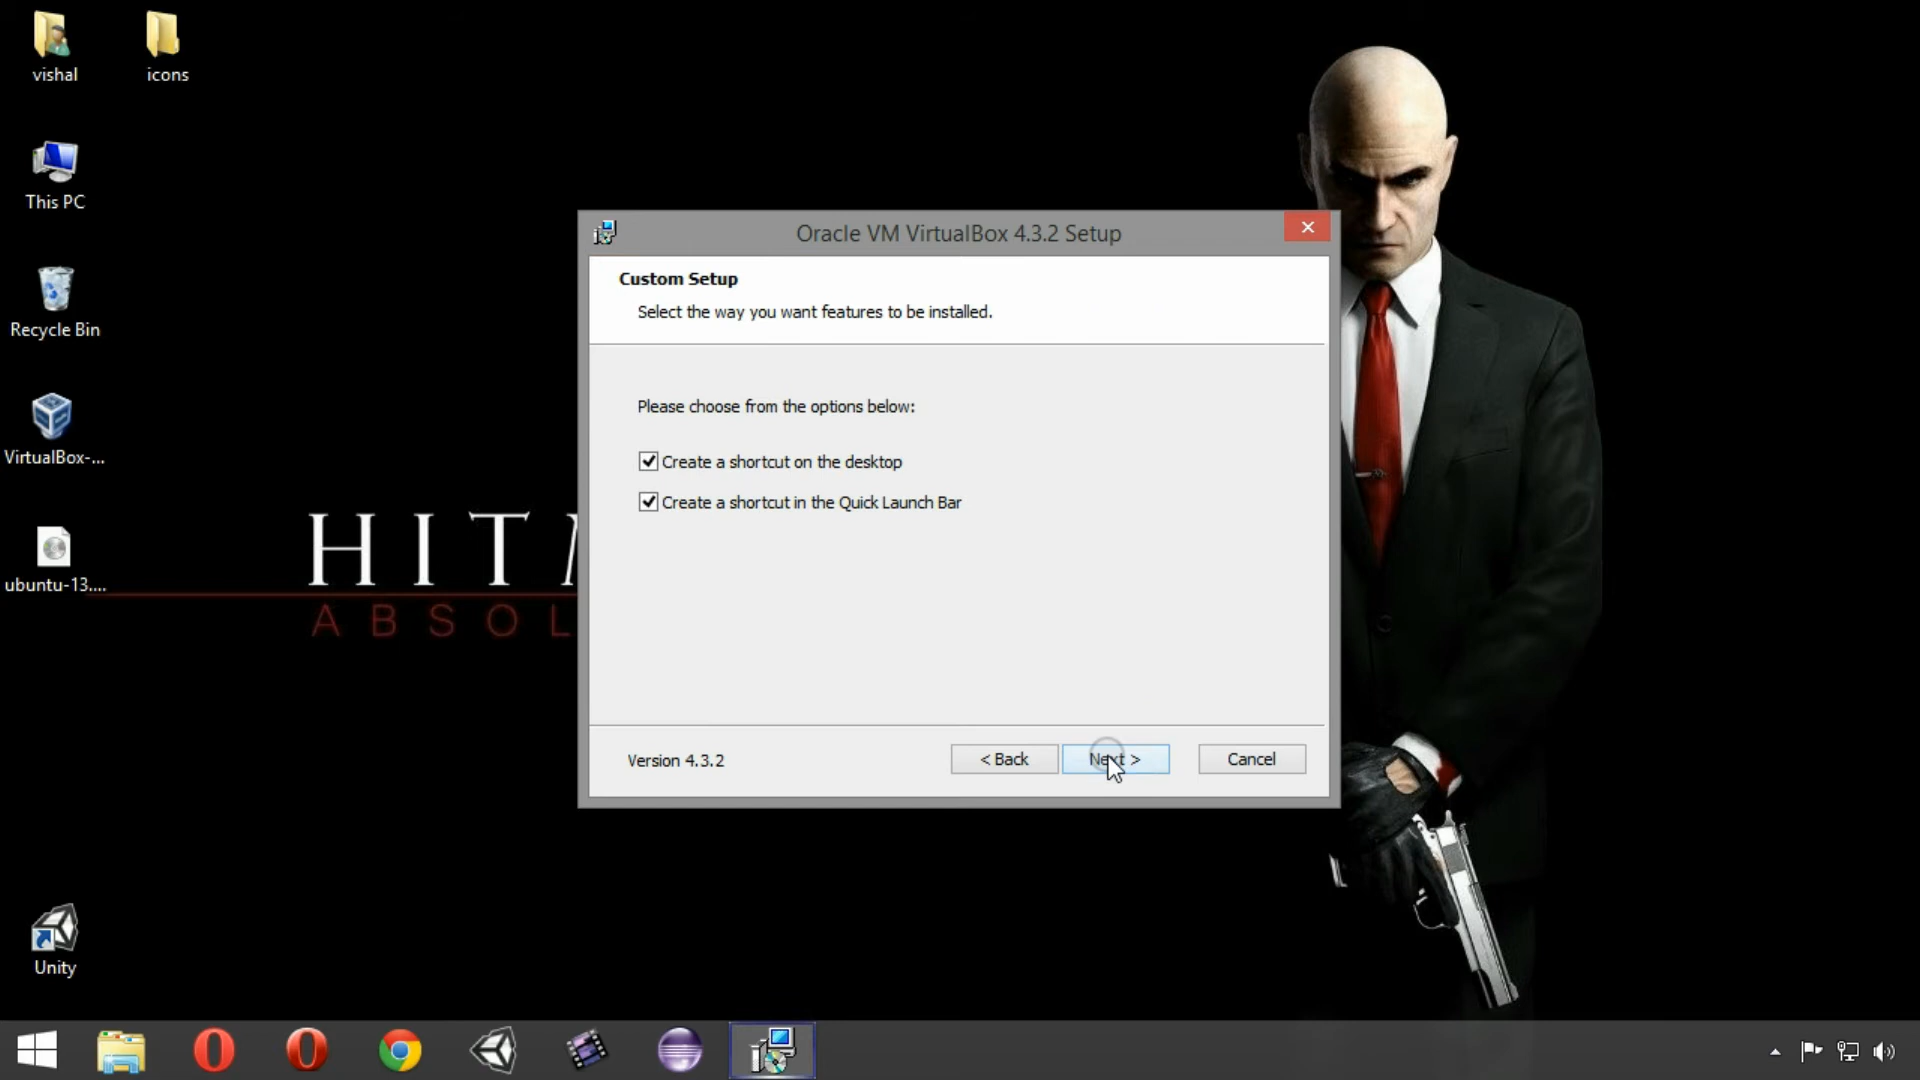 vishal
icons
This PC
Recycle Bin
VirtualBox-...
ubuntu-13....
Unity
HIT
ABSOL
Oracle VM VirtualBox 4.3.2 Setup
Custom Setup
Select the way you want features to be installed.
Please choose from the options below:
Create a shortcut on the desktop
Create a shortcut in the Quick Launch Bar
Version 4.3.2
< Back
Next >
Cancel